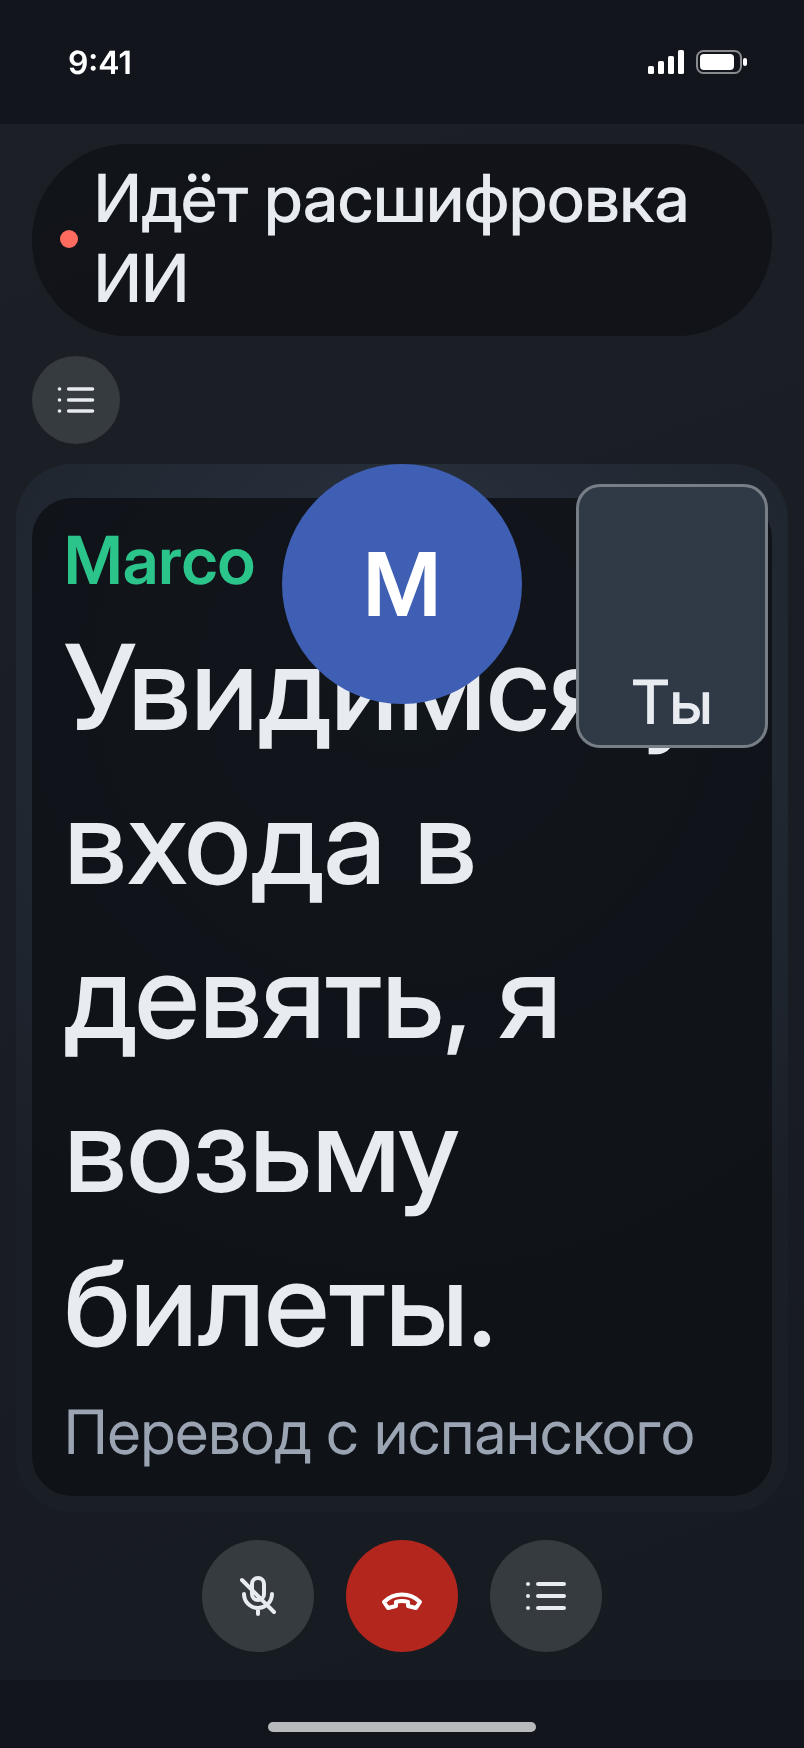 9:41
Идёт расшифровка
ИИ
Marco
M
Ты
Увидимся
входа в
девять, я
возьму
билеты.
Перевод с испанского